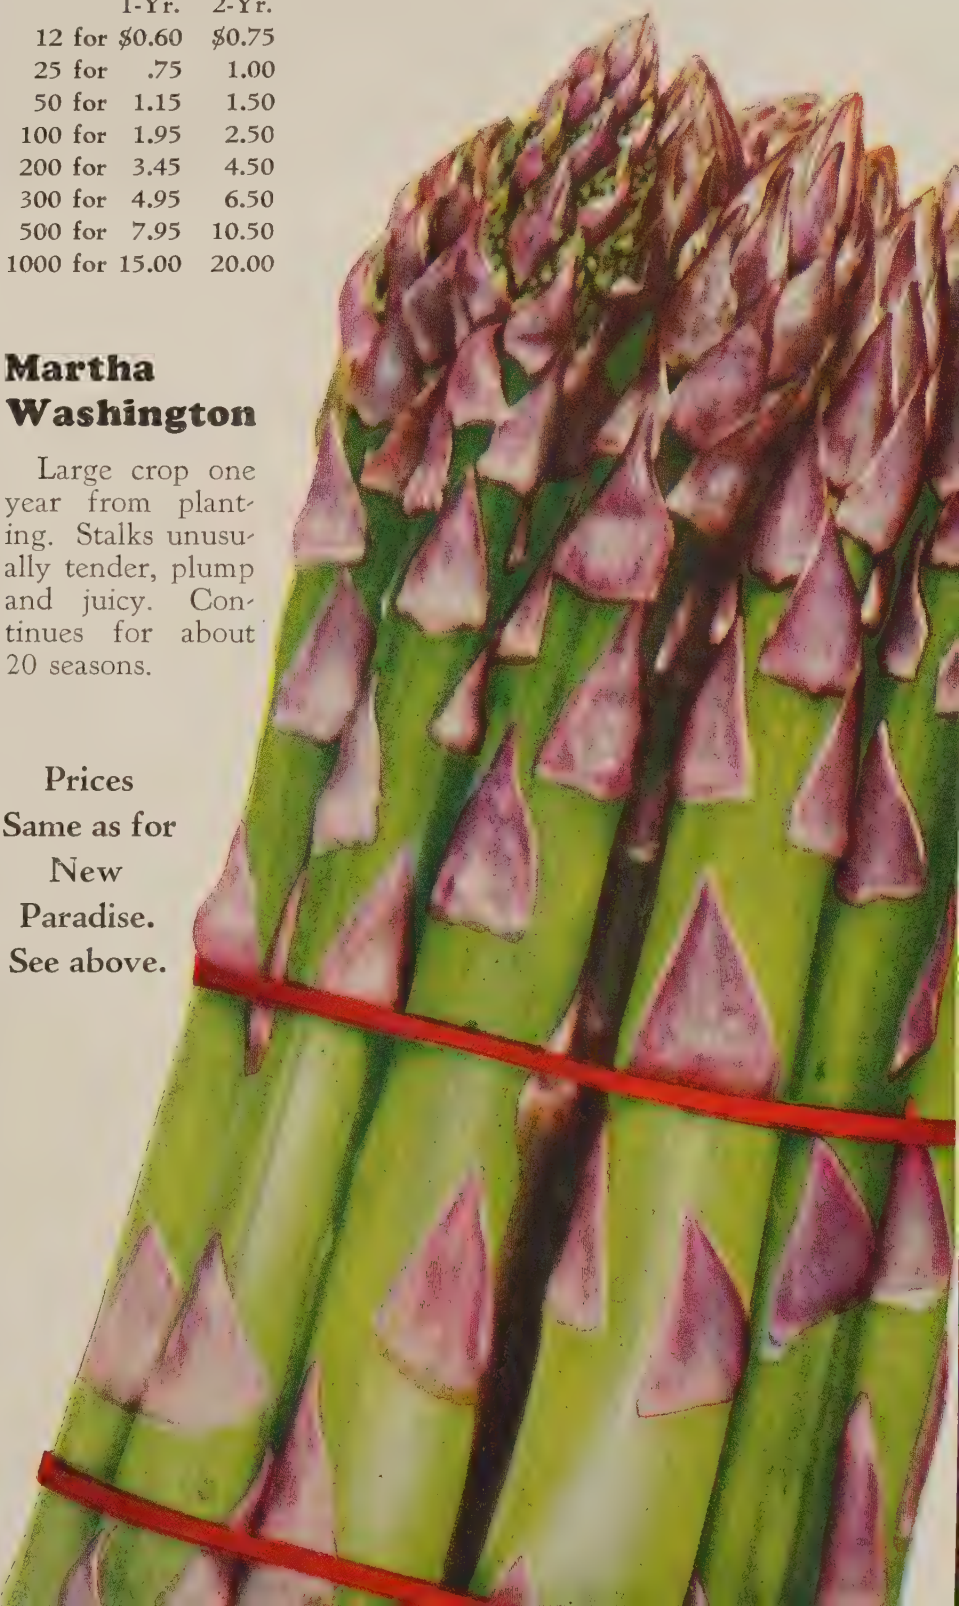 1-Yr. 2-Yr.
12 for $0.60 $0.75
25 for .75 1.00
50 for 1.15 1.50
100 for 1.95 2.50
200 for 3.45 4.50
300 for 4.95 6.50
500 for 7.95 10.50
1000 for 15.00 20.00
Martha
Washington
Large crop one
year from plant-
ing. Stalks unusu-
ally tender, plump
and juicy. Con-
tinues for about
20 seasons.
Prices
Same as for
New
Paradise.
See above.